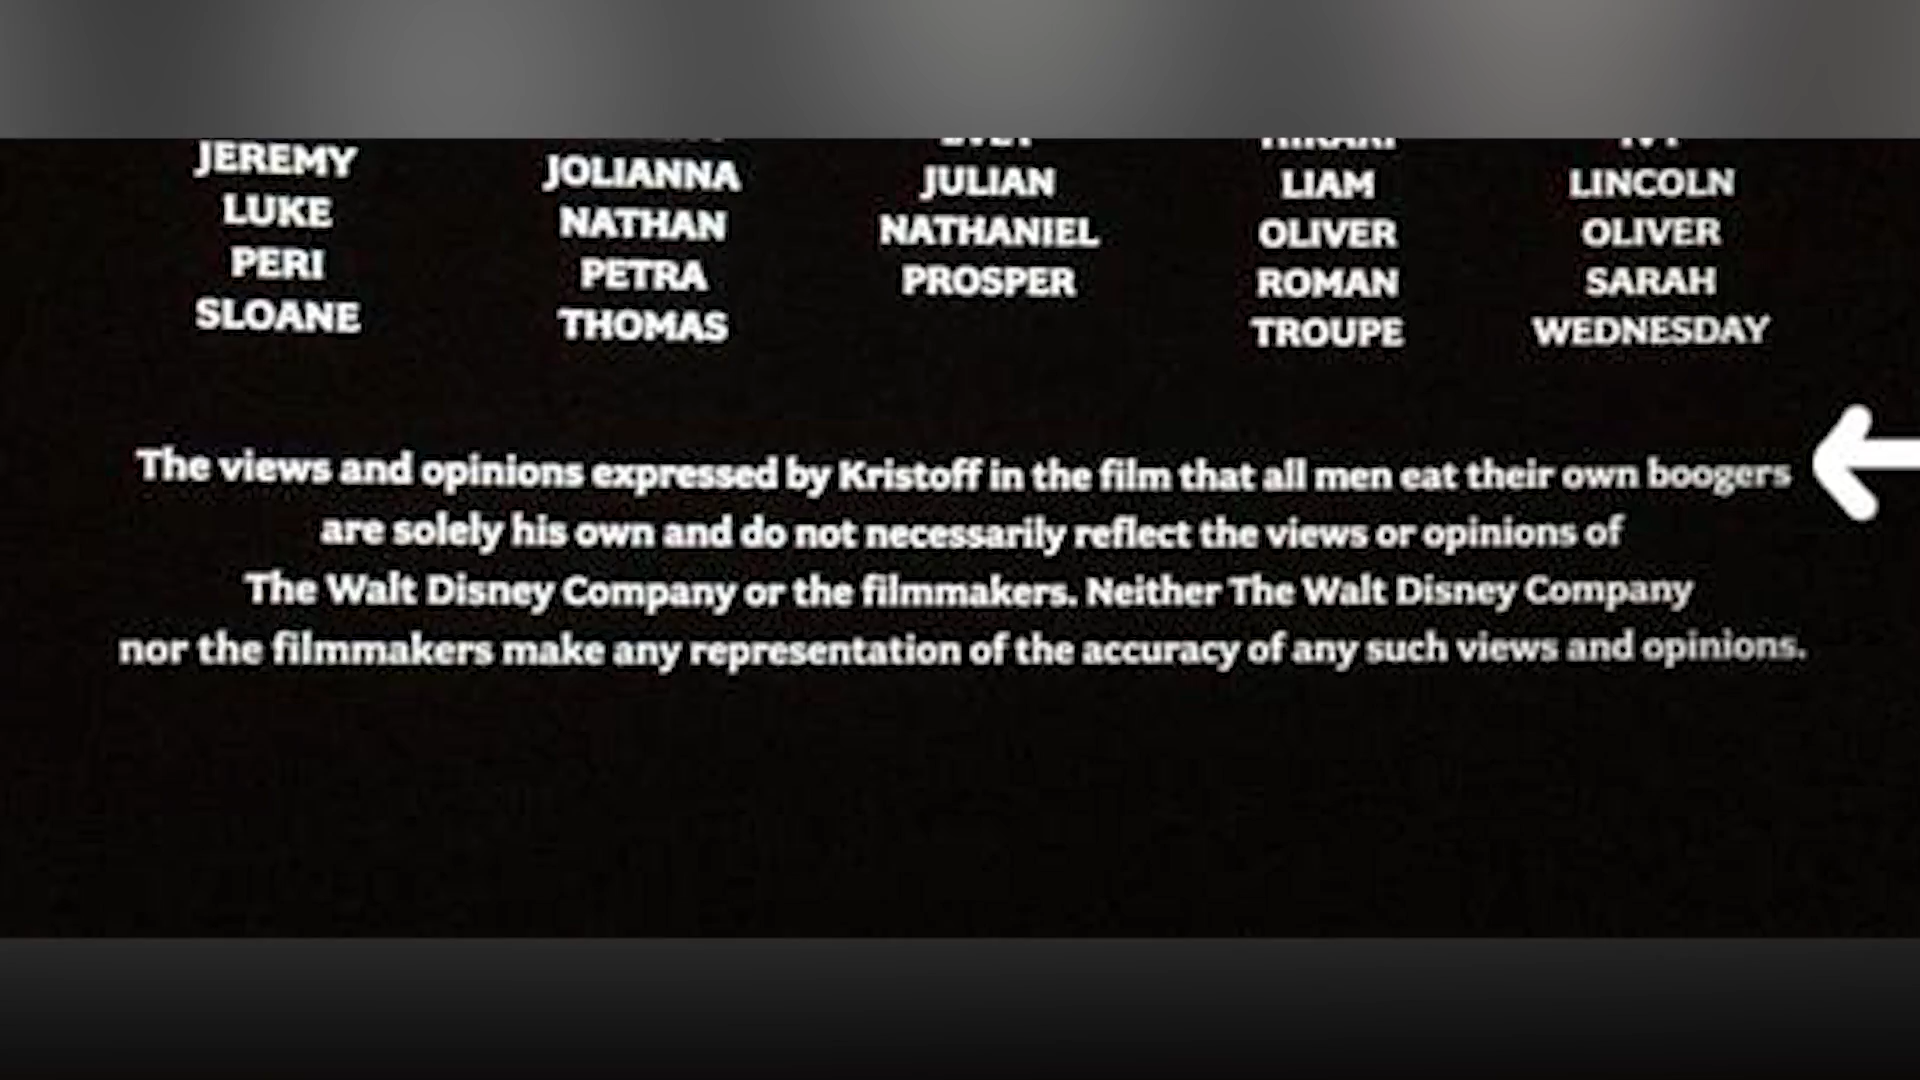 JEREMY JOLIANNA JULIAN LIAM LINCOLN
LUKE NATHAN NATHANIEL OLIVER OLIVER
PERI PETRA PROSPER ROMAN SARAH
SLOANE THOMAS TROUPE WEDNESDAY
The views and opinions expressed by Kristoff in the film that all men eat their own boogers
are solely his own and do not necessarily reflect the views or opinions of
The Walt Disney Company or the filmmakers. Neither The Walt Disney Company
nor the filmmakers make any representation of the accuracy of any such views and opinions.